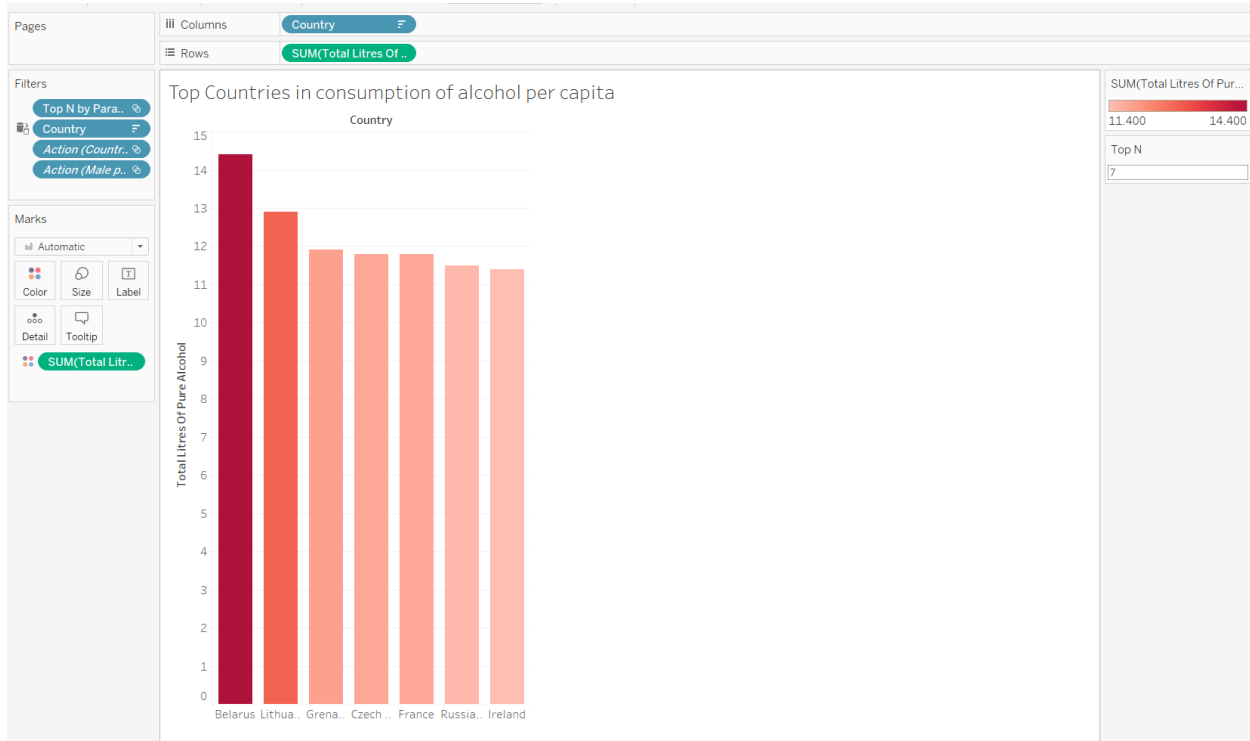 Pages
Columns
Country
Rows
SUM(Total Litres Of ..
Filters
Top N by Para..
Country
Action (Countr..
Action (Male p..
Marks
Automatic
Color Size Label
Detail Tooltip
SUM(Total Litr..
Top Countries in consumption of alcohol per capita
Country
Total Litres Of Pure Alcohol
15
14
13
12
11
10
9
8
7
6
5
4
3
2
1
0
Belarus Lithua.. Grena.. Czech .. France Russia.. Ireland
SUM(Total Litres Of Pur...
11.400 14.400
Top N
7